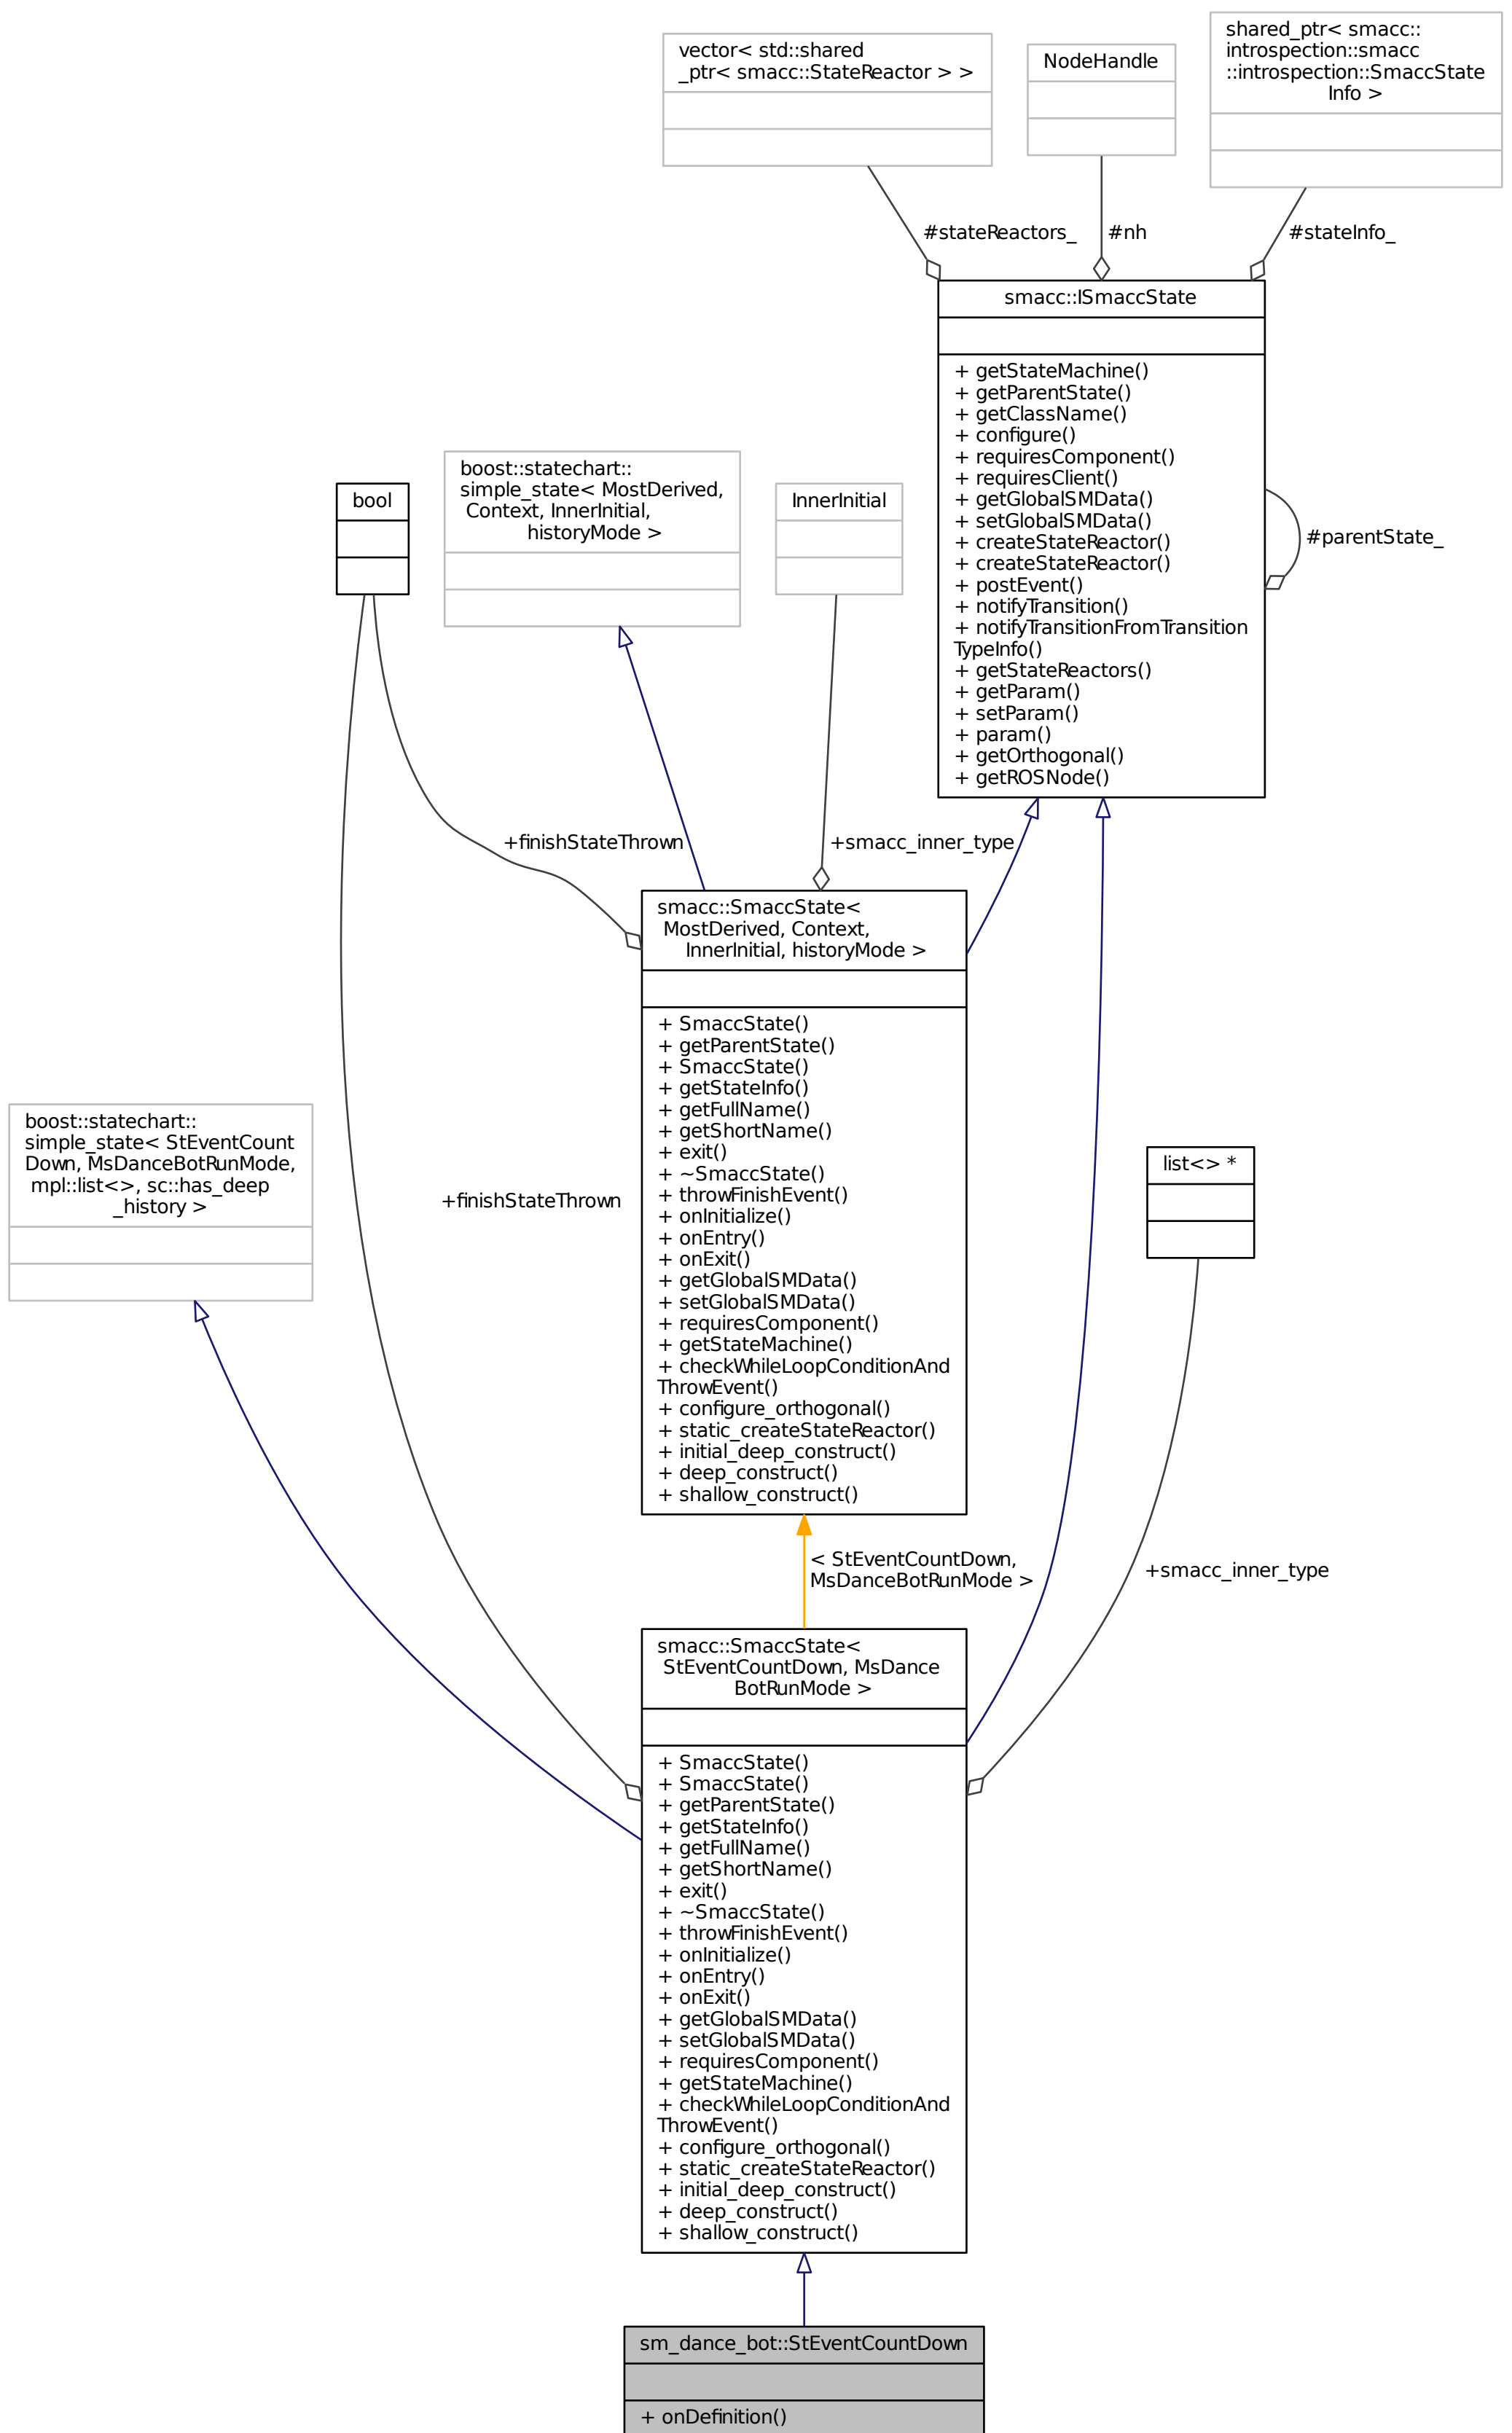 vector< std::shared
_ptr< smacc::StateReactor > >
NodeHandle
shared_ptr< smacc::
introspection::smacc
::introspection::SmaccState
Info >
#stateReactors_
#nh
#stateInfo_
smacc::ISmaccState
+ getStateMachine()
+ getParentState()
+ getClassName()
+ configure()
+ requiresComponent()
+ requiresClient()
+ getGlobalSMData()
+ setGlobalSMData()
+ createStateReactor()
+ createStateReactor()
+ postEvent()
+ notifyTransition()
+ notifyTransitionFromTransition
TypeInfo()
+ getStateReactors()
+ getParam()
+ setParam()
+ param()
+ getOrthogonal()
+ getROSNode()
#parentState_
bool
boost::statechart::
simple_state< MostDerived,
Context, InnerInitial,
historyMode >
InnerInitial
+finishStateThrown
+smacc_inner_type
smacc::SmaccState<
MostDerived, Context,
InnerInitial, historyMode >
+ SmaccState()
+ getParentState()
+ SmaccState()
+ getStateInfo()
+ getFullName()
+ getShortName()
+ exit()
+ ~SmaccState()
+ throwFinishEvent()
+ onInitialize()
+ onEntry()
+ onExit()
+ getGlobalSMData()
+ setGlobalSMData()
+ requiresComponent()
+ getStateMachine()
+ checkWhileLoopConditionAnd
ThrowEvent()
+ configure_orthogonal()
+ static_createStateReactor()
+ initial_deep_construct()
+ deep_construct()
+ shallow_construct()
boost::statechart::
simple_state< StEventCount
Down, MsDanceBotRunMode,
mpl::list<>, sc::has_deep
_history >
+finishStateThrown
list<> *
< StEventCountDown,
MsDanceBotRunMode >
+smacc_inner_type
smacc::SmaccState<
StEventCountDown, MsDance
BotRunMode >
+ SmaccState()
+ SmaccState()
+ getParentState()
+ getStateInfo()
+ getFullName()
+ getShortName()
+ exit()
+ ~SmaccState()
+ throwFinishEvent()
+ onInitialize()
+ onEntry()
+ onExit()
+ getGlobalSMData()
+ setGlobalSMData()
+ requiresComponent()
+ getStateMachine()
+ checkWhileLoopConditionAnd
ThrowEvent()
+ configure_orthogonal()
+ static_createStateReactor()
+ initial_deep_construct()
+ deep_construct()
+ shallow_construct()
sm_dance_bot::StEventCountDown
+ onDefinition()